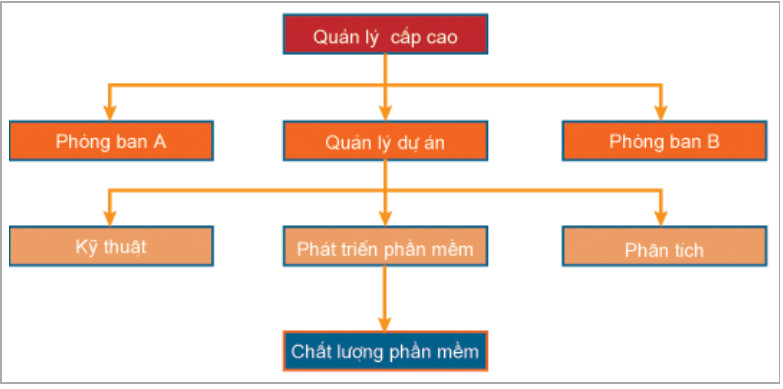 Quản lý cấp cao
Phòng ban A
Quản lý dự án
Phòng ban B
Kỹ thuật
Phát triển phần mềm
Phân tích
Chất lượng phần mềm